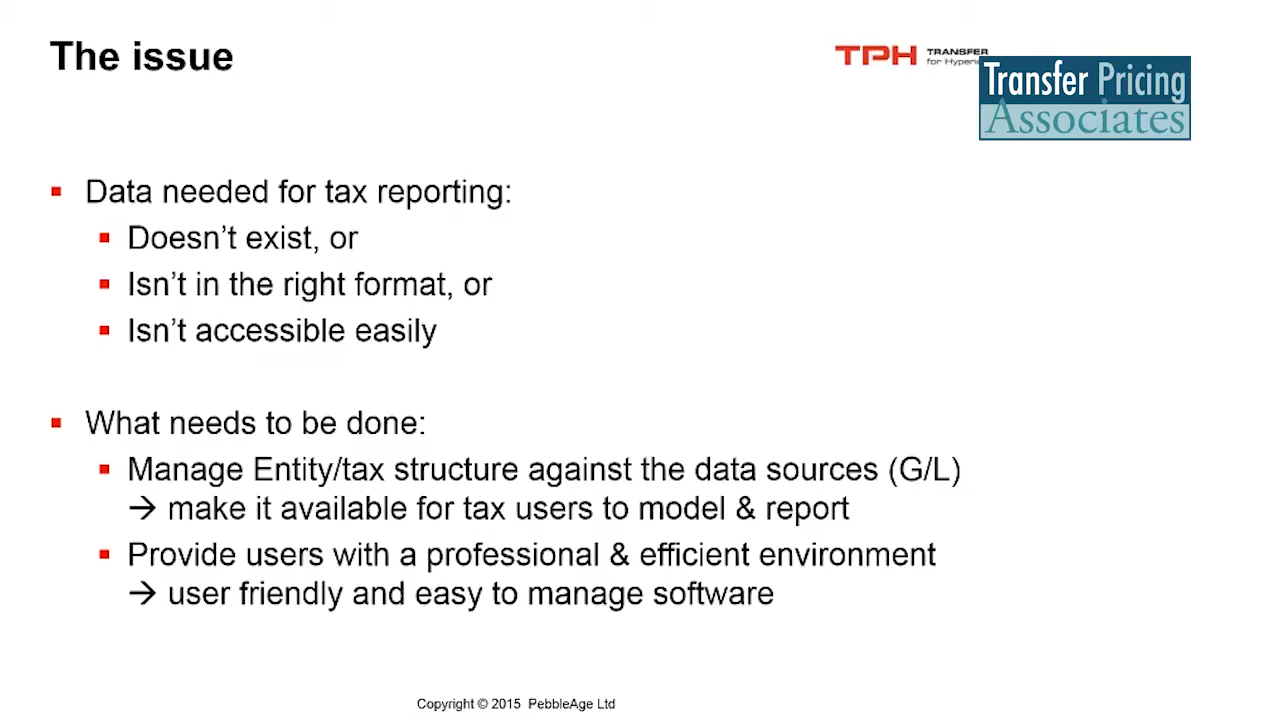 The issue
TPH TRANSFER
for
Transfer Pricing
Associates
Data needed for tax reporting:
Doesn't exist, or
Isn't in the right format, or
Isn't accessible easily
What needs to be done:
Manage Entity/tax structure against the data sources (G/L)
→ make it available for tax users to model & report
Provide users with a professional & efficient environment
→ user friendly and easy to manage software
Copyright © 2015 PebbleAge Ltd